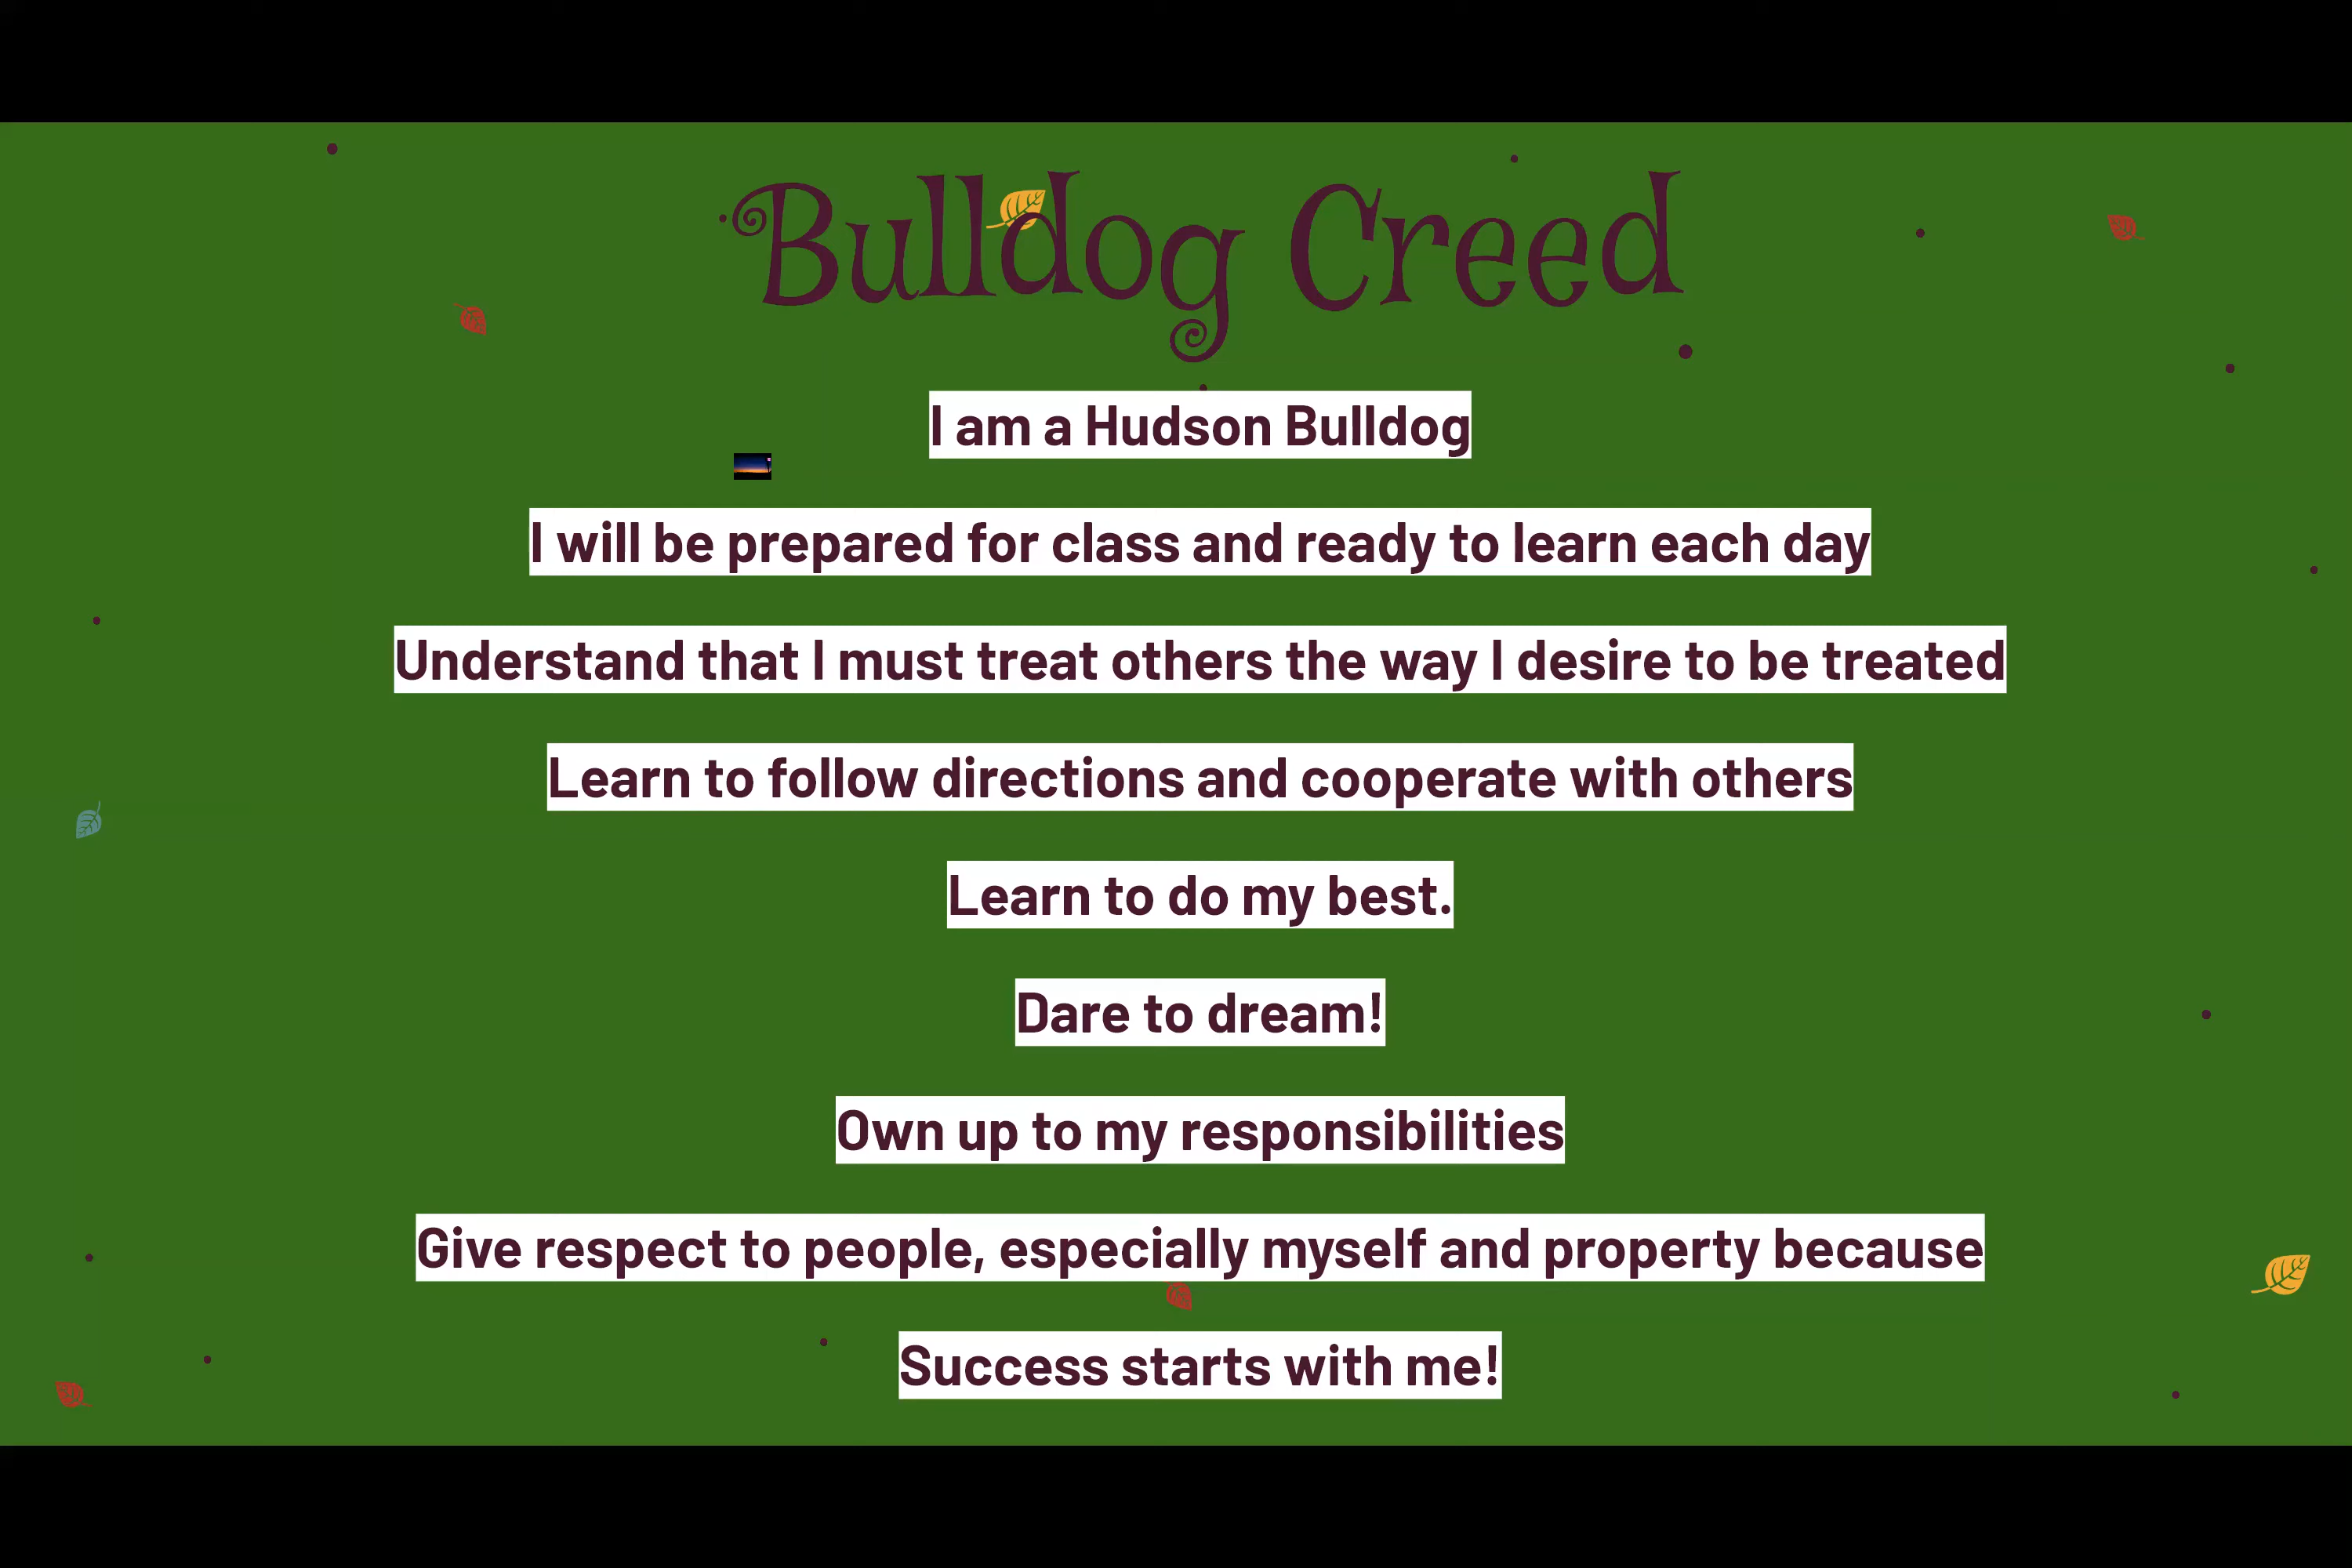 Bulldog Creed
I am a Hudson Bulldog
I will be prepared for class and ready to learn each day
Understand that I must treat others the way I desire to be treated
Learn to follow directions and cooperate with others
Learn to do my best.
Dare to dream!
Own up to my responsibilities
Give respect to people, especially myself and property because
Success starts with me!